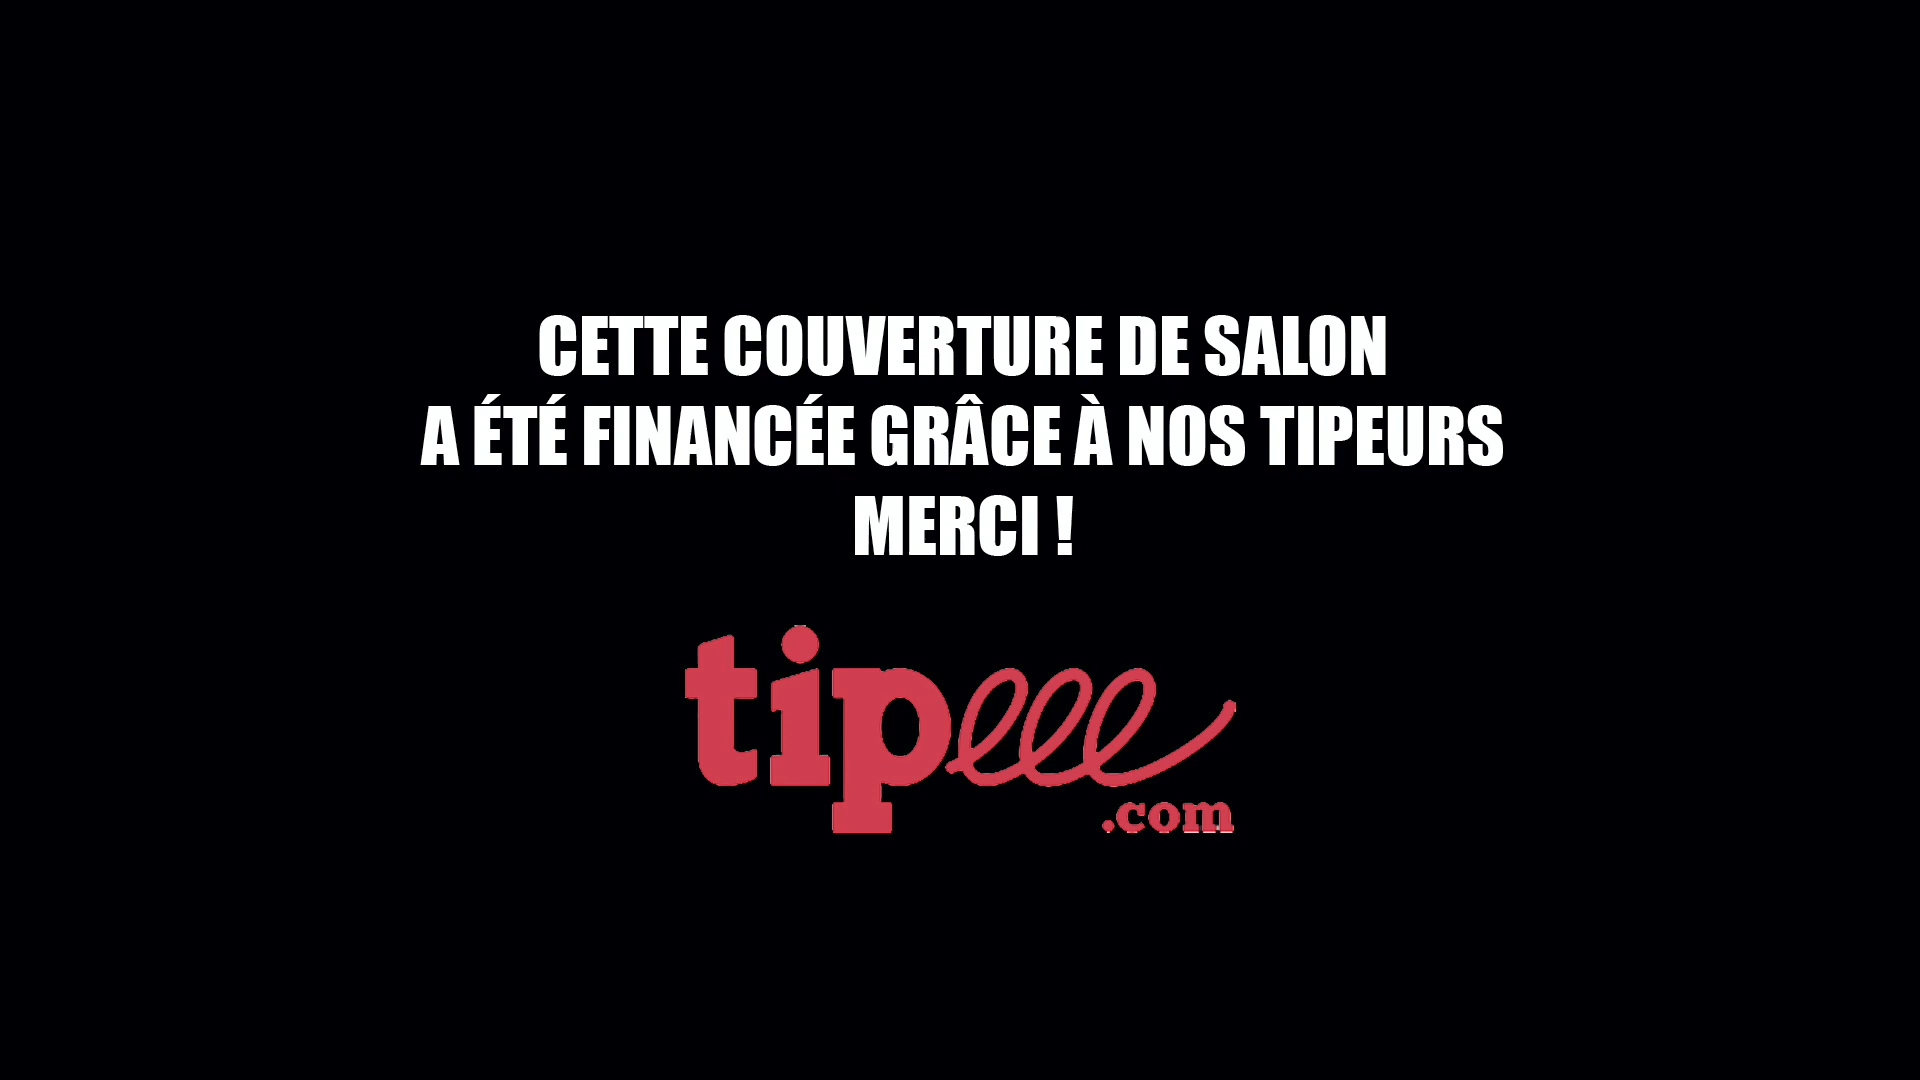 CETTE COUVERTURE DE SALON
A ÉTÉ FINANCÉE GRÂCE À NOS TIPEURS
MERCI !
tipeee
.com